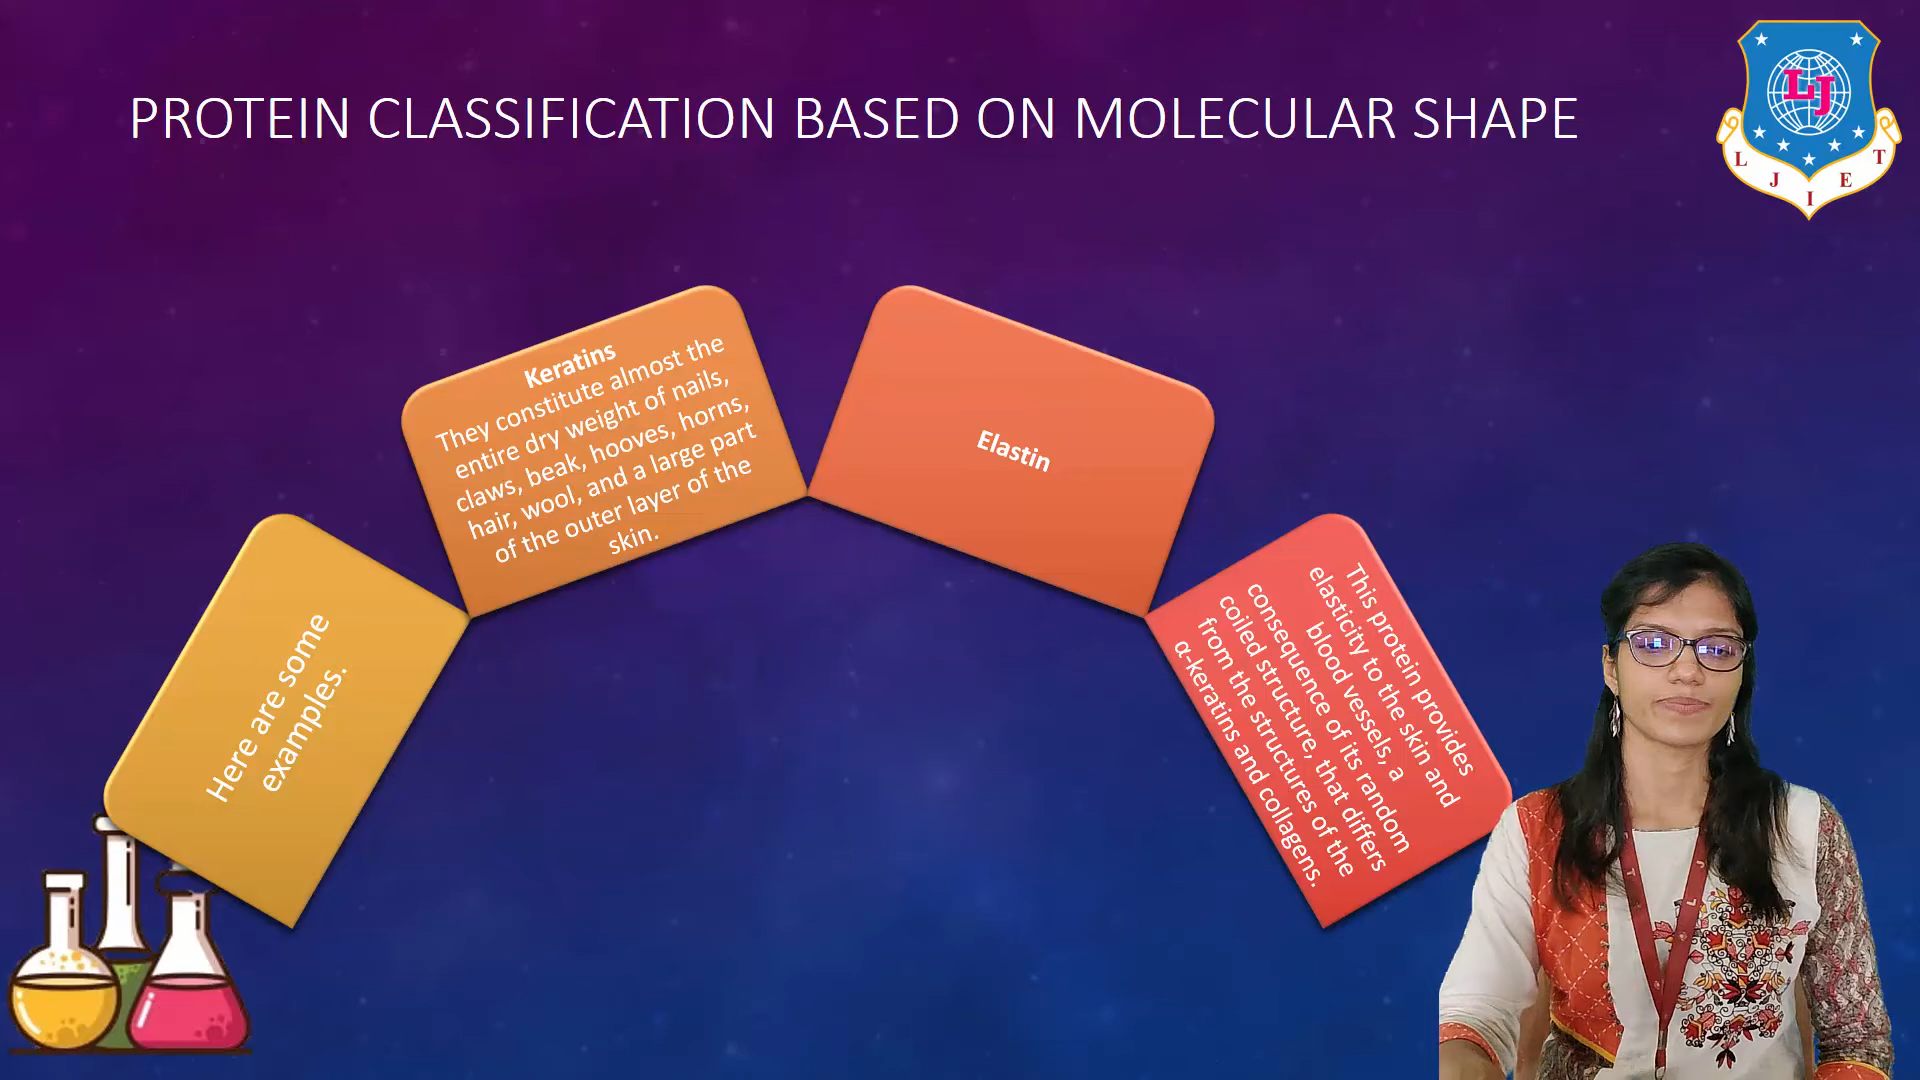 PROTEIN CLASSIFICATION BASED ON MOLECULAR SHAPE
LJ
L J I E T
Here are some
examples.
Keratins
They constitute almost the
entire dry weight of nails,
claws, beak, hooves, horns,
hair, wool, and a large part
of the outer layer of the
skin.
Elastin
This protein provides
elasticity to the skin and
blood vessels, a
consequence of its random
coiled structure, that differs
from the structures of the
α-keratins and collagens.